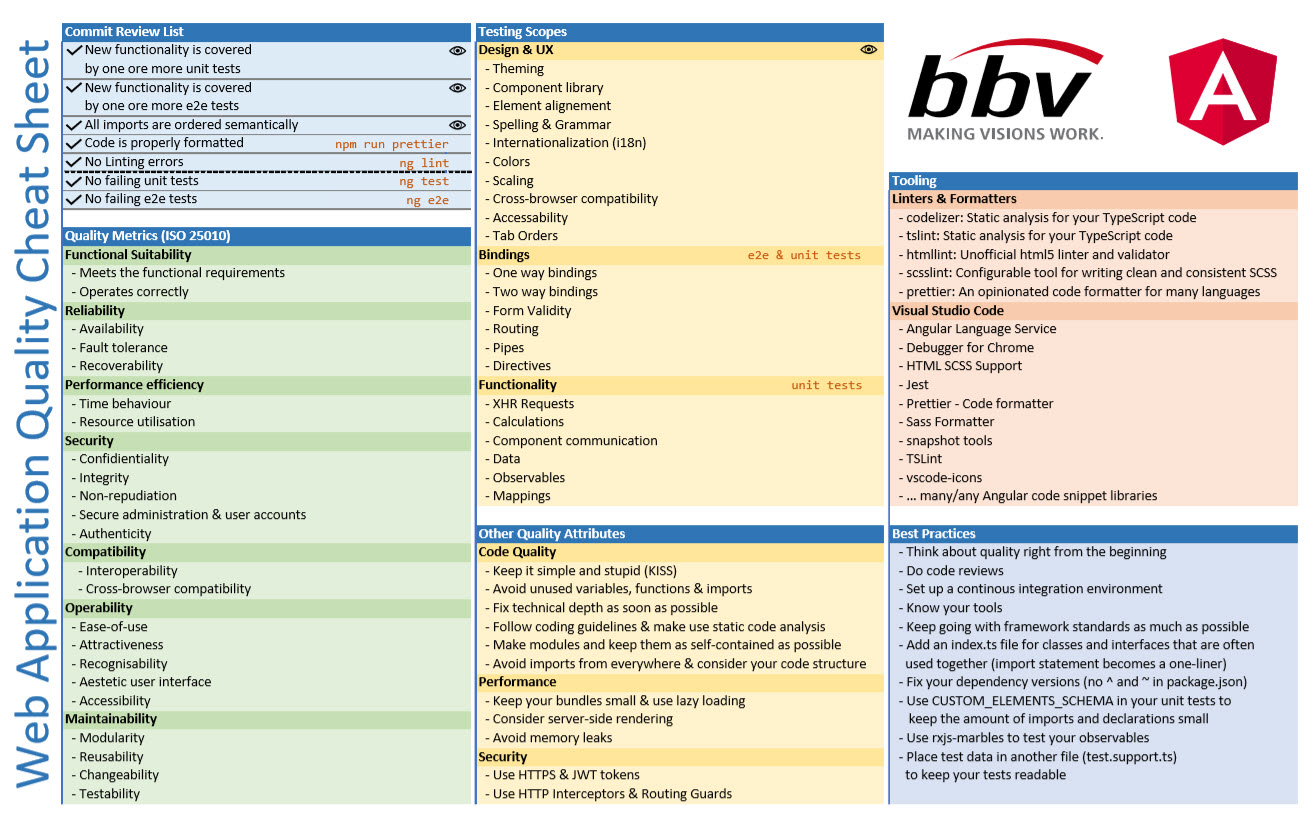 Web Application Quality Cheat Sheet
Commit Review List
New functionality is covered
by one ore more unit tests
New functionality is covered
by one ore more e2e tests
All imports are ordered semantically
Code is properly formatted npm run prettier
No Linting errors ng lint
No failing unit tests ng test
No failing e2e tests ng e2e
Quality Metrics (ISO 25010)
Functional Suitability
- Meets the functional requirements
- Operates correctly
Reliability
- Availability
- Fault tolerance
- Recoverability
Performance efficiency
- Time behaviour
- Resource utilisation
Security
- Confidientiality
- Integrity
- Non-repudiation
- Secure administration & user accounts
- Authenticity
Compatibility
- Interoperability
- Cross-browser compatibility
Operability
- Ease-of-use
- Attractiveness
- Recognisability
- Aestetic user interface
- Accessibility
Maintainability
- Modularity
- Reusability
- Changeability
- Testability
Testing Scopes
Design & UX
- Theming
- Component library
- Element alignement
- Spelling & Grammar
- Internationalization (i18n)
- Colors
- Scaling
- Cross-browser compatibility
- Accessability
- Tab Orders
Bindings e2e & unit tests
- One way bindings
- Two way bindings
- Form Validity
- Routing
- Pipes
- Directives
Functionality unit tests
- XHR Requests
- Calculations
- Component communication
- Data
- Observables
- Mappings
Other Quality Attributes
Code Quality
- Keep it simple and stupid (KISS)
- Avoid unused variables, functions & imports
- Fix technical depth as soon as possible
- Follow coding guidelines & make use static code analysis
- Make modules and keep them as self-contained as possible
- Avoid imports from everywhere & consider your code structure
Performance
- Keep your bundles small & use lazy loading
- Consider server-side rendering
- Avoid memory leaks
Security
- Use HTTPS & JWT tokens
- Use HTTP Interceptors & Routing Guards
bbv
MAKING VISIONS WORK.
A
Tooling
Linters & Formatters
- codelizer: Static analysis for your TypeScript code
- tslint: Static analysis for your TypeScript code
- htmllint: Unofficial html5 linter and validator
- scsslint: Configurable tool for writing clean and consistent SCSS
- prettier: An opinionated code formatter for many languages
Visual Studio Code
- Angular Language Service
- Debugger for Chrome
- HTML SCSS Support
- Jest
- Prettier - Code formatter
- Sass Formatter
- snapshot tools
- TSLint
- vscode-icons
- ... many/any Angular code snippet libraries
Best Practices
- Think about quality right from the beginning
- Do code reviews
- Set up a continous integration environment
- Know your tools
- Keep going with framework standards as much as possible
- Add an index.ts file for classes and interfaces that are often
used together (import statement becomes a one-liner)
- Fix your dependency versions (no ^ and ~ in package.json)
- Use CUSTOM_ELEMENTS_SCHEMA in your unit tests to
keep the amount of imports and declarations small
- Use rxjs-marbles to test your observables
- Place test data in another file (test.support.ts)
to keep your tests readable